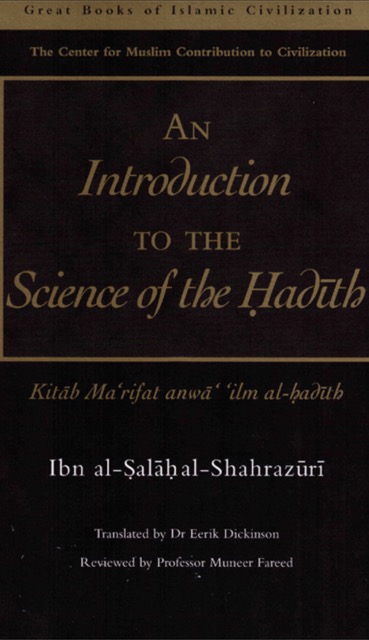 Great Books of Islamic Civilization
The Center for Muslim Contribution to Civilization
AN
Introduction
TO THE
Science of the Ḥadīth
Kitāb Maʿrifat anwāʿ ʿilm al-ḥadīth
Ibn al-Ṣalāḥ al-Shahrazūrī
Translated by Dr Eerik Dickinson
Reviewed by Professor Muneer Fareed